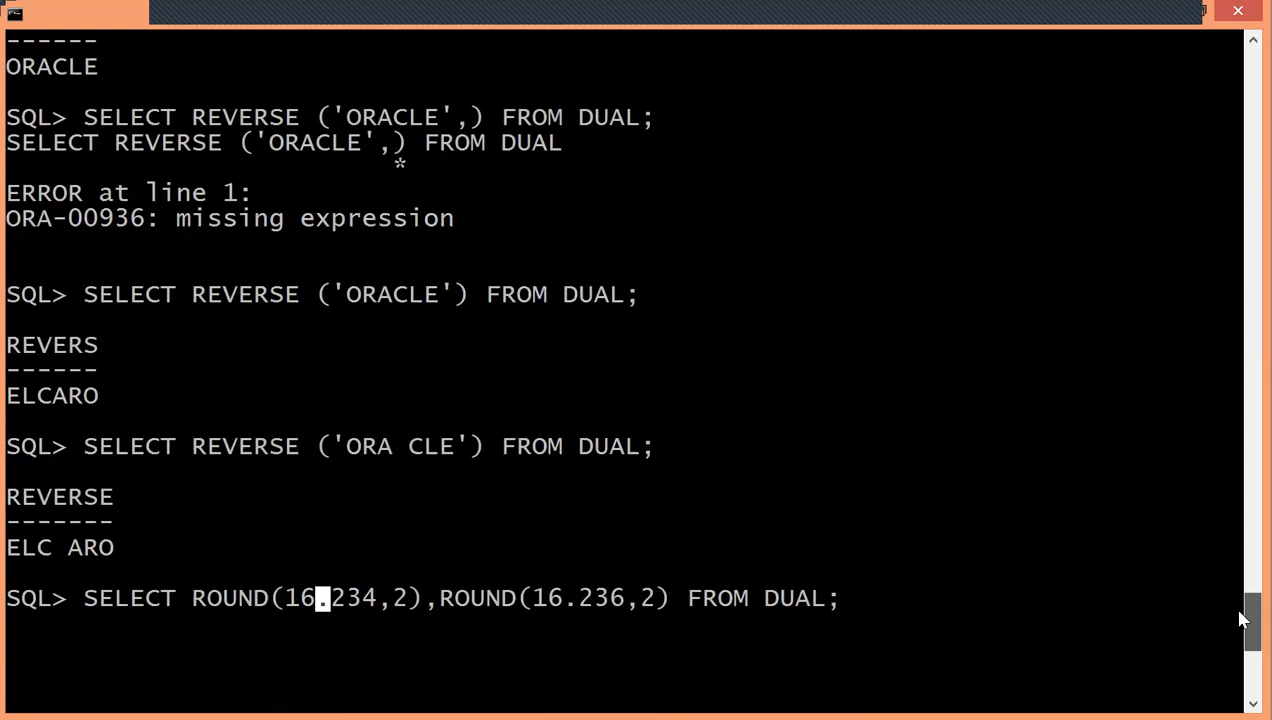 ------
ORACLE
SQL> SELECT REVERSE ('ORACLE',) FROM DUAL;
SELECT REVERSE ('ORACLE',) FROM DUAL
*
ERROR at line 1:
ORA-00936: missing expression
SQL> SELECT REVERSE ('ORACLE') FROM DUAL;
REVERS
------
ELCARO
SQL> SELECT REVERSE ('ORA CLE') FROM DUAL;
REVERSE
-------
ELC ARO
SQL> SELECT ROUND(16.234,2),ROUND(16.236,2) FROM DUAL;